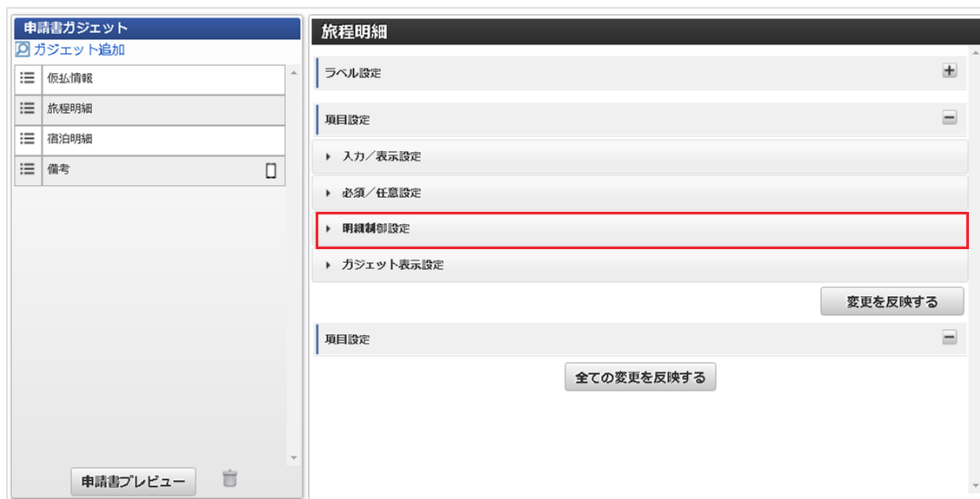 申請書ガジェット
ガジェット追加
仮払情報
旅程明細
宿泊明細
備考
申請書プレビュー
旅程明細
ラベル設定
項目設定
入力／表示設定
必須／任意設定
明細制御設定
ガジェット表示設定
変更を反映する
項目設定
全ての変更を反映する